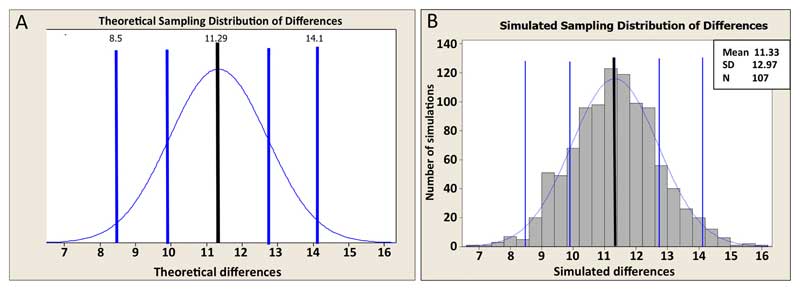 A
Theoretical Sampling Distribution of Differences
8.5 11.29 14.1
7 8 9 10 11 12 13 14 15 16
Theoretical differences
B
Simulated Sampling Distribution of Differences
Mean 11.33
SD 12.97
N 107
Number of simulations
140
120
100
80
60
40
20
0
7 8 9 10 11 12 13 14 15 16
Simulated differences